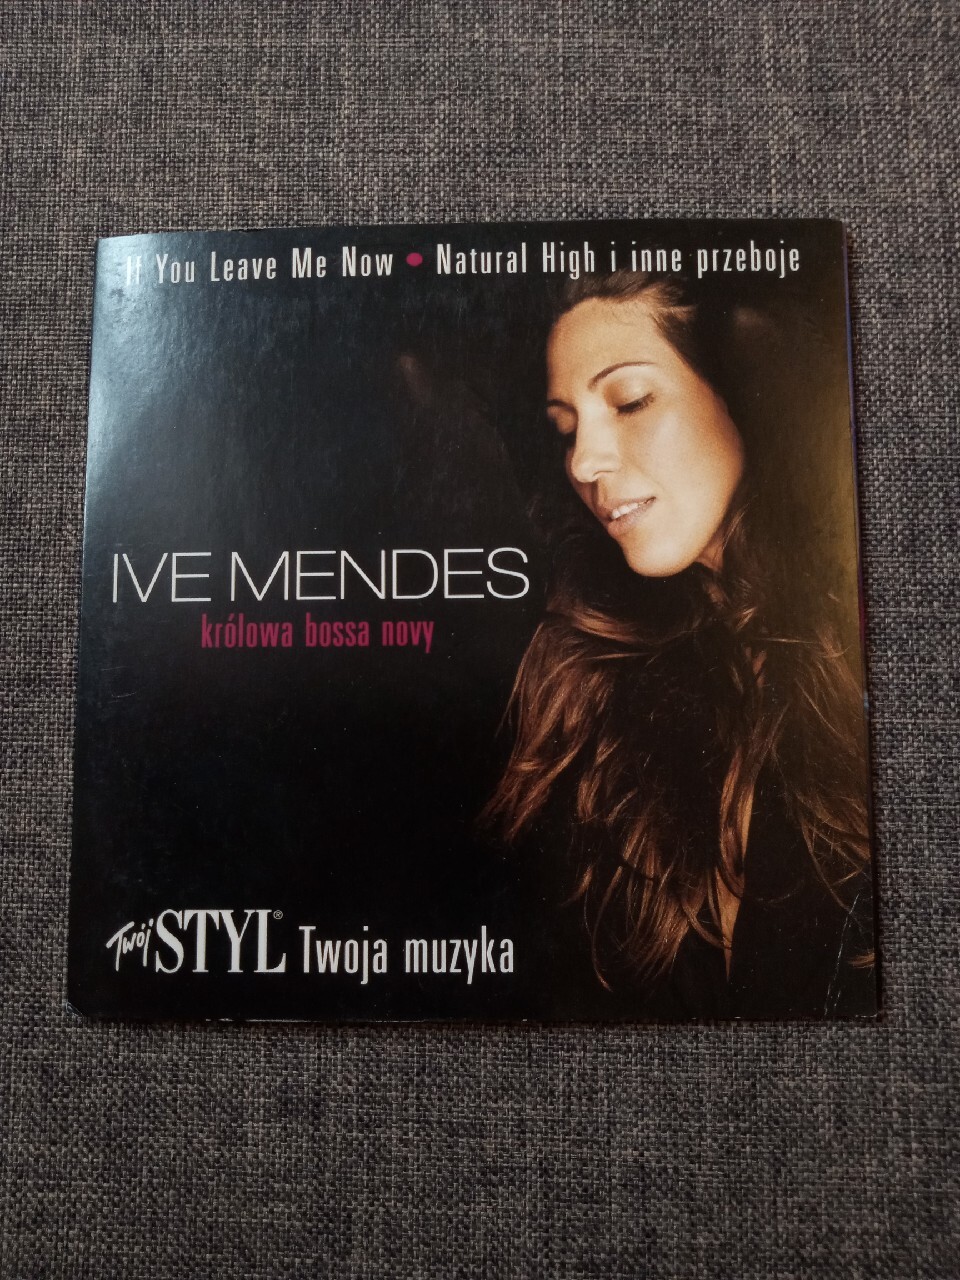 If You Leave Me Now • Natural High i inne przeboje
IVE MENDES
królowa bossa novy
Twój STYL® Twoja muzyka